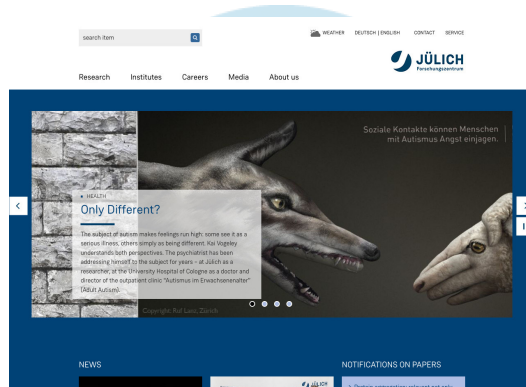 search item
WEATHER DEUTSCH | ENGLISH CONTACT SERVICE
JÜLICH
Forschungszentrum
Research Institutes Careers Media About us
Soziale Kontakte können Menschen
mit Autismus Angst einjagen.
HEALTH
Only Different?
The subject of autism makes feelings run high: some see it as a
serious illness, others simply as being different. Kai Vogeley
understands both perspectives. The psychiatrist has been
addressing himself to the subject for years – at Jülich as a
researcher, at the University Hospital of Cologne as a doctor and
director of the outpatient clinic "Autismus im Erwachsenenalter"
(Adult Autism).
Copyright: Ralf
Zürich
NEWS
NOTIFICATIONS ON PAPERS
JÜLICH